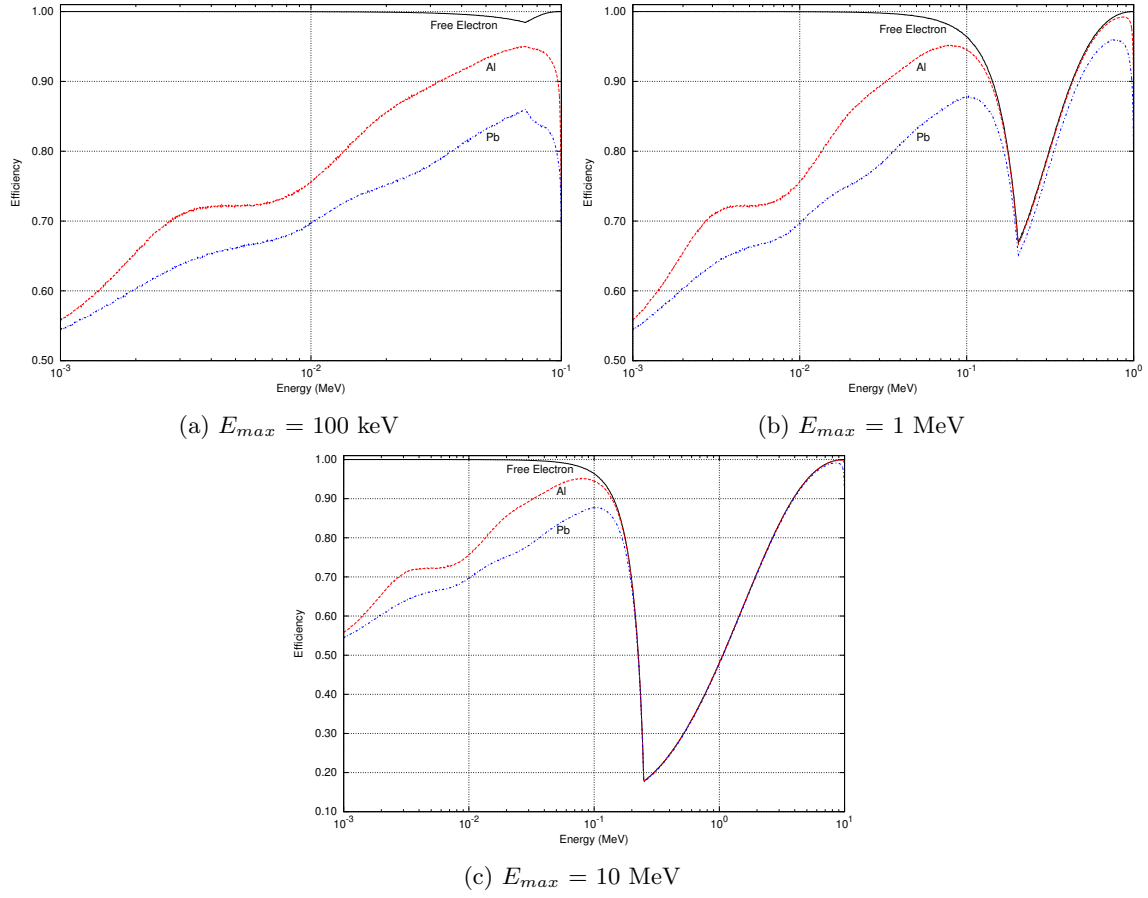 1.00
0.90
0.80
0.70
0.60
0.50
Efficiency
Free Electron
Al
Pb
10^-3
10^-2
10^-1
Energy (MeV)
(a) E_max = 100 keV
1.00
0.90
0.80
0.70
0.60
0.50
Efficiency
Free Electron
Al
Pb
10^-3
10^-2
10^-1
10^0
Energy (MeV)
(b) E_max = 1 MeV
1.00
0.90
0.80
0.70
0.60
0.50
0.40
0.30
0.20
0.10
Efficiency
Free Electron
Al
Pb
10^-3
10^-2
10^-1
10^0
10^1
Energy (MeV)
(c) E_max = 10 MeV